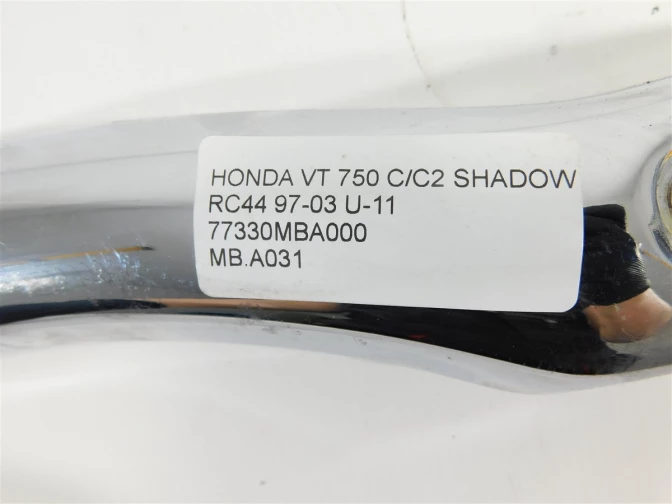 HONDA VT 750 C/C2 SHADOW
RC44 97-03 U-11
77330MBA000
MB.A031